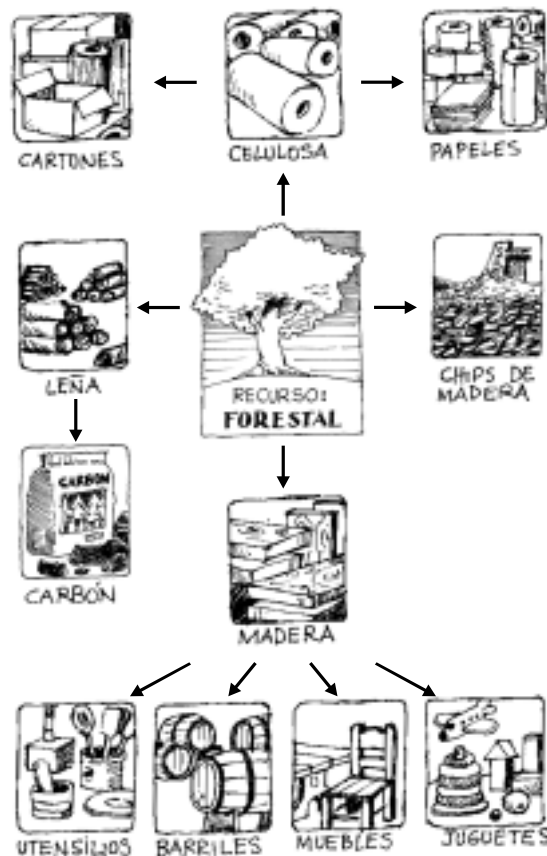 CARTONES
CELULOSA
PAPELES
LEÑA
RECURSO:
FORESTAL
CHIPS DE
MADERA
CARBON
CARBÓN
MADERA
UTENSILIOS
BARRILES
MUEBLES
JUGUETES